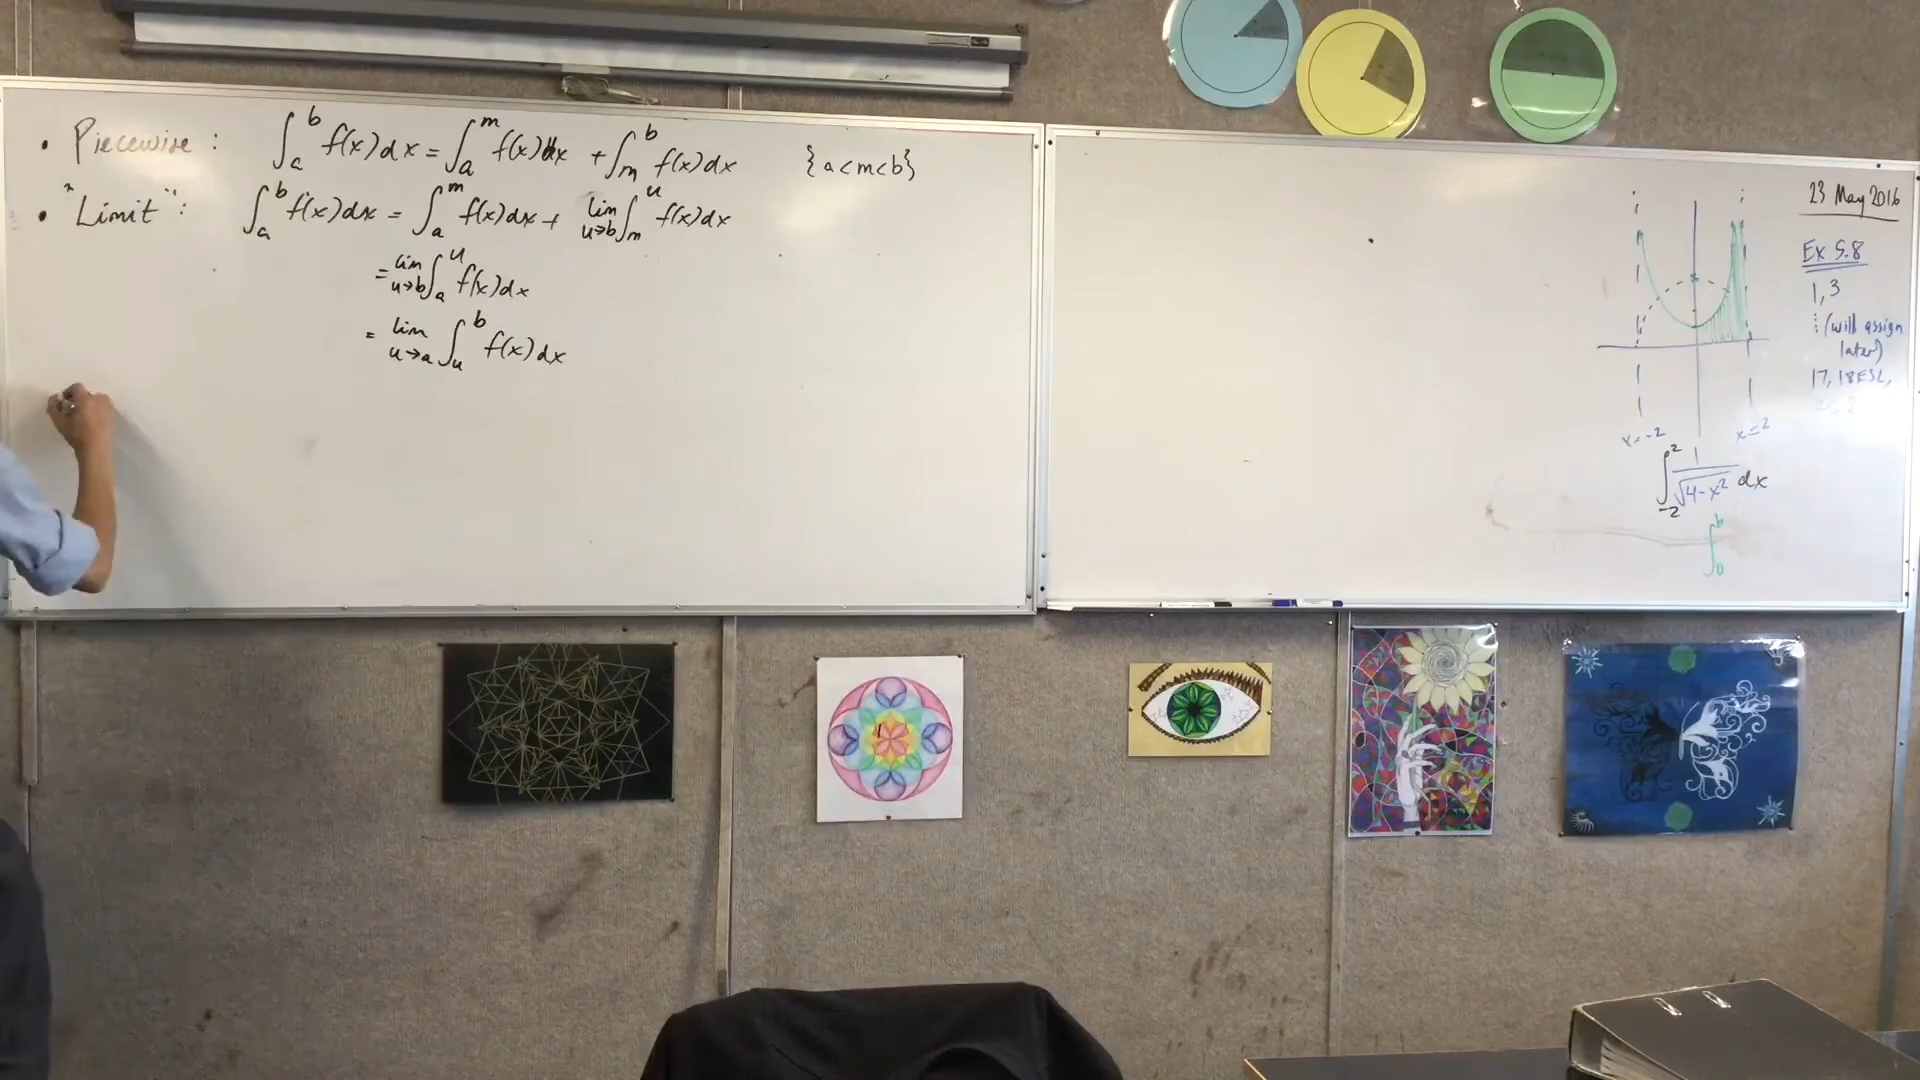 • Piecewise : ∫_a^b f(x)dx = ∫_a^m f(x)dx + ∫_m^b f(x)dx {a<m<b}
• "Limit" : ∫_a^b f(x)dx = ∫_a^m f(x)dx + lim_{u→b} ∫_m^u f(x)dx
= lim_{u→b} ∫_a^u f(x)dx
= lim_{u→a} ∫_u^b f(x)dx
23 May 2016
Ex 5.8
1, 3
⋮ (will assign
later)
17, 18ESL,
x=-2
x=2
∫_{-2}^2 1/√(4-x²) dx
∫_0^b